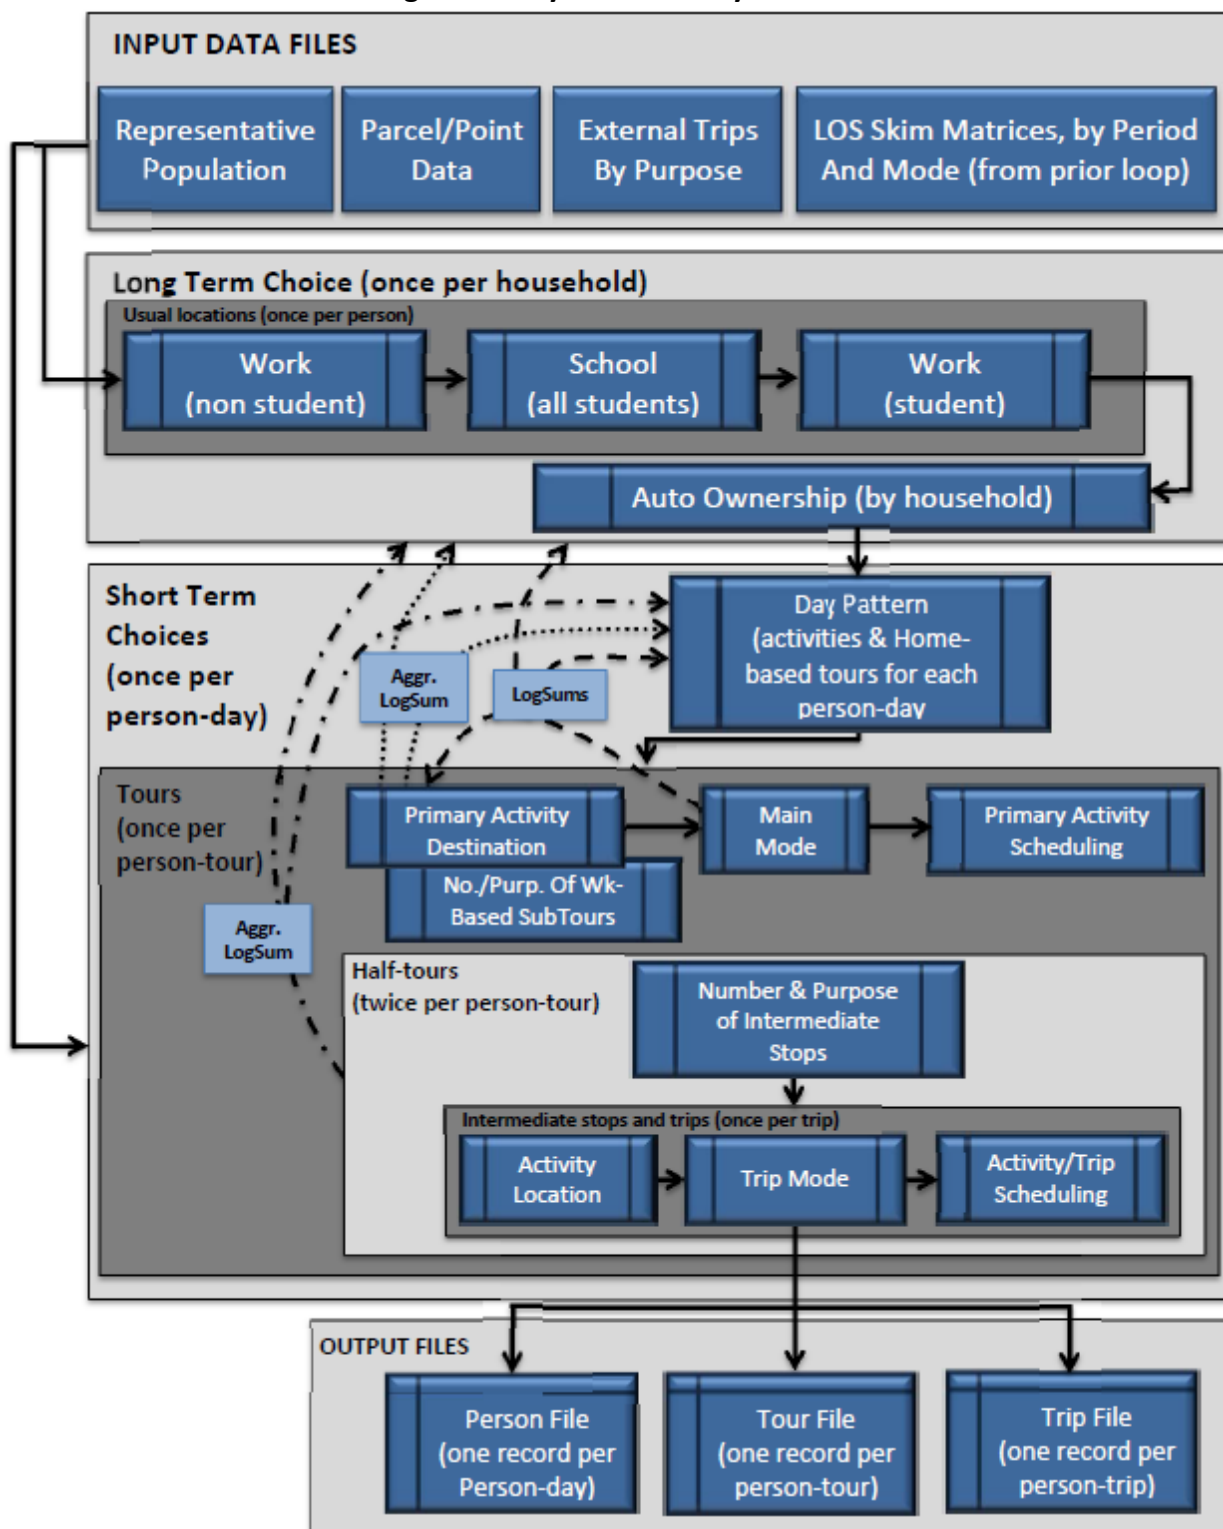 INPUT DATA FILES
Representative
Population
Parcel/Point
Data
External Trips
By Purpose
LOS Skim Matrices, by Period
And Mode (from prior loop)
Long Term Choice (once per household)
Usual locations (once per person)
Work
(non student)
School
(all students)
Work
(student)
Auto Ownership (by household)
Short Term
Choices
(once per
person-day)
Day Pattern
(activities & Home-
based tours for each
person-day
Aggr.
LogSum
LogSums
Tours
(once per
person-tour)
Primary Activity
Destination
Main
Mode
Primary Activity
Scheduling
No./Purp. Of Wk-
Based SubTours
Aggr.
LogSum
Half-tours
(twice per person-tour)
Number & Purpose
of Intermediate
Stops
Intermediate stops and trips (once per trip)
Activity
Location
Trip Mode
Activity/Trip
Scheduling
OUTPUT FILES
Person File
(one record per
Person-day)
Tour File
(one record per
person-tour)
Trip File
(one record per
person-trip)